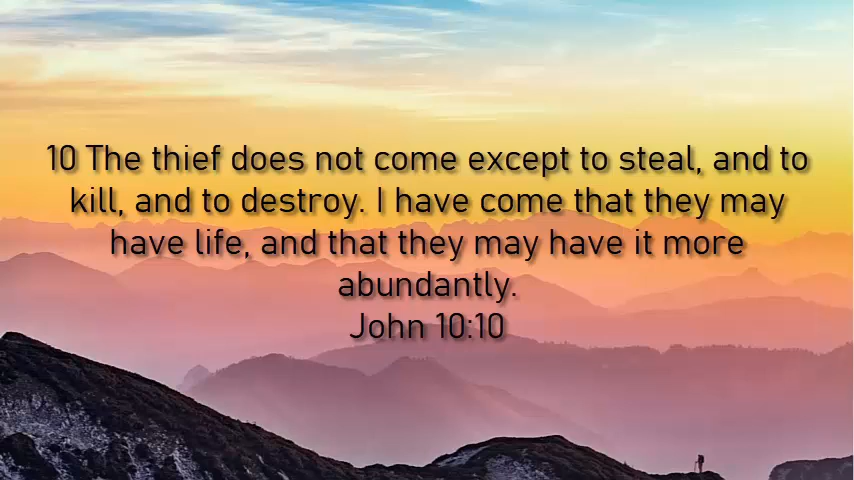 10 The thief does not come except to steal, and to
kill, and to destroy. I have come that they may
have life, and that they may have it more
abundantly.
John 10:10